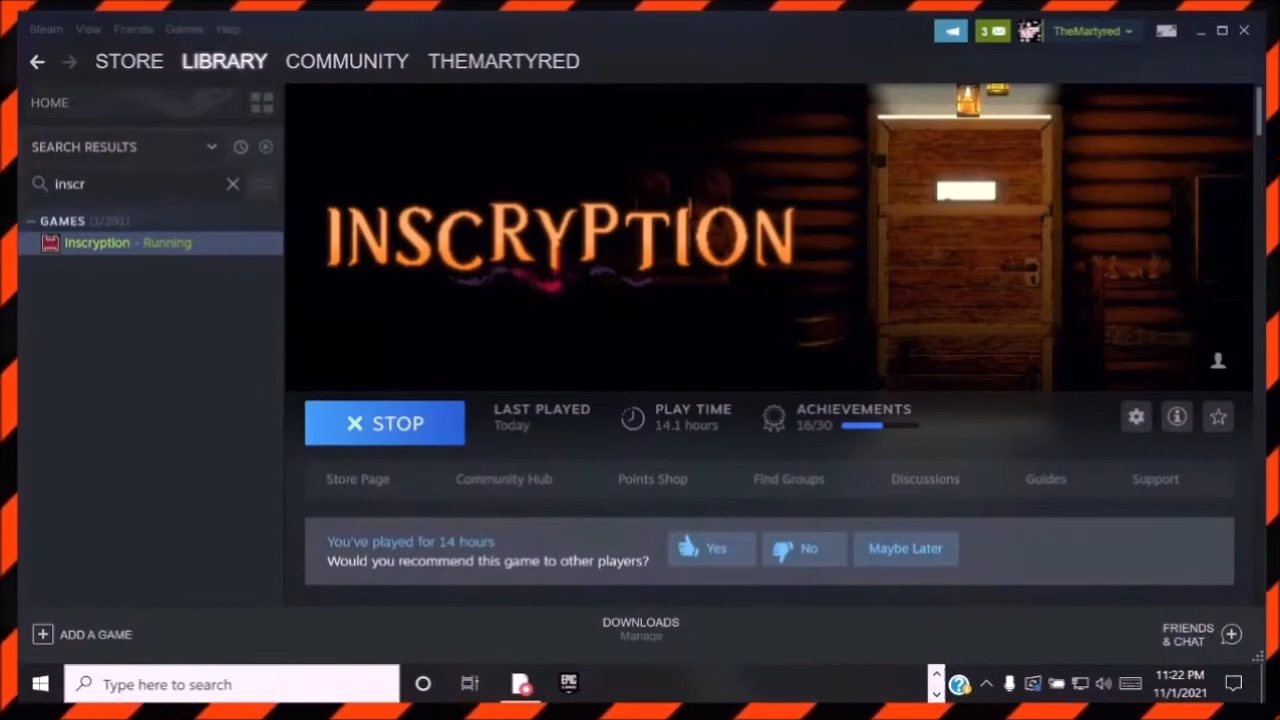 Steam View Friends Games Help
3 TheMartyred
STORE LIBRARY COMMUNITY THEMARTYRED
HOME
SEARCH RESULTS
Inscr
GAMES (1/291)
Inscryption - Running
INSCRYPTION
STOP
LAST PLAYED
Today
PLAY TIME
14.1 hours
ACHIEVEMENTS
16/30
Store Page Community Hub Points Shop Find Groups Discussions Guides Support
You've played for 14 hours
Would you recommend this game to other players?
Yes No Maybe Later
ADD A GAME
DOWNLOADS
Manage
FRIENDS
& CHAT
Type here to search
EPIC
11:22 PM
11/1/2021